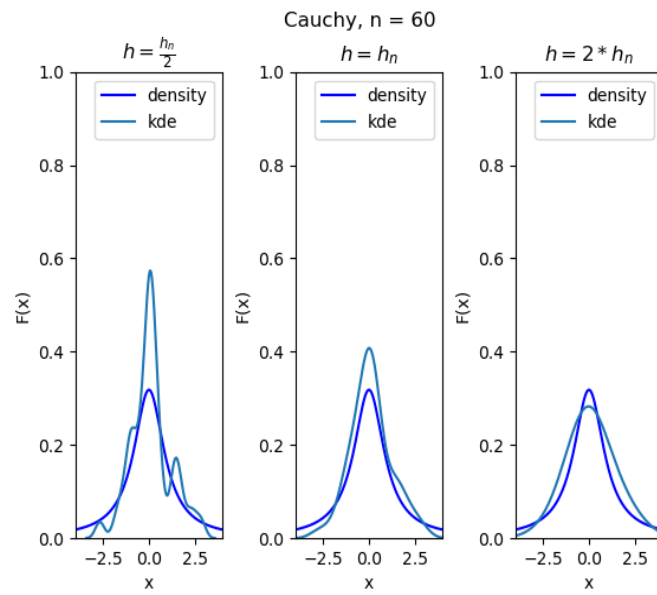 Cauchy, n = 60
h = h_n/2
h = h_n
h = 2 * h_n
density
kde
density
kde
density
kde
F(x)
F(x)
F(x)
1.0
0.8
0.6
0.4
0.2
0.0
1.0
0.8
0.6
0.4
0.2
0.0
1.0
0.8
0.6
0.4
0.2
0.0
−2.5 0.0 2.5
−2.5 0.0 2.5
−2.5 0.0 2.5
x
x
x